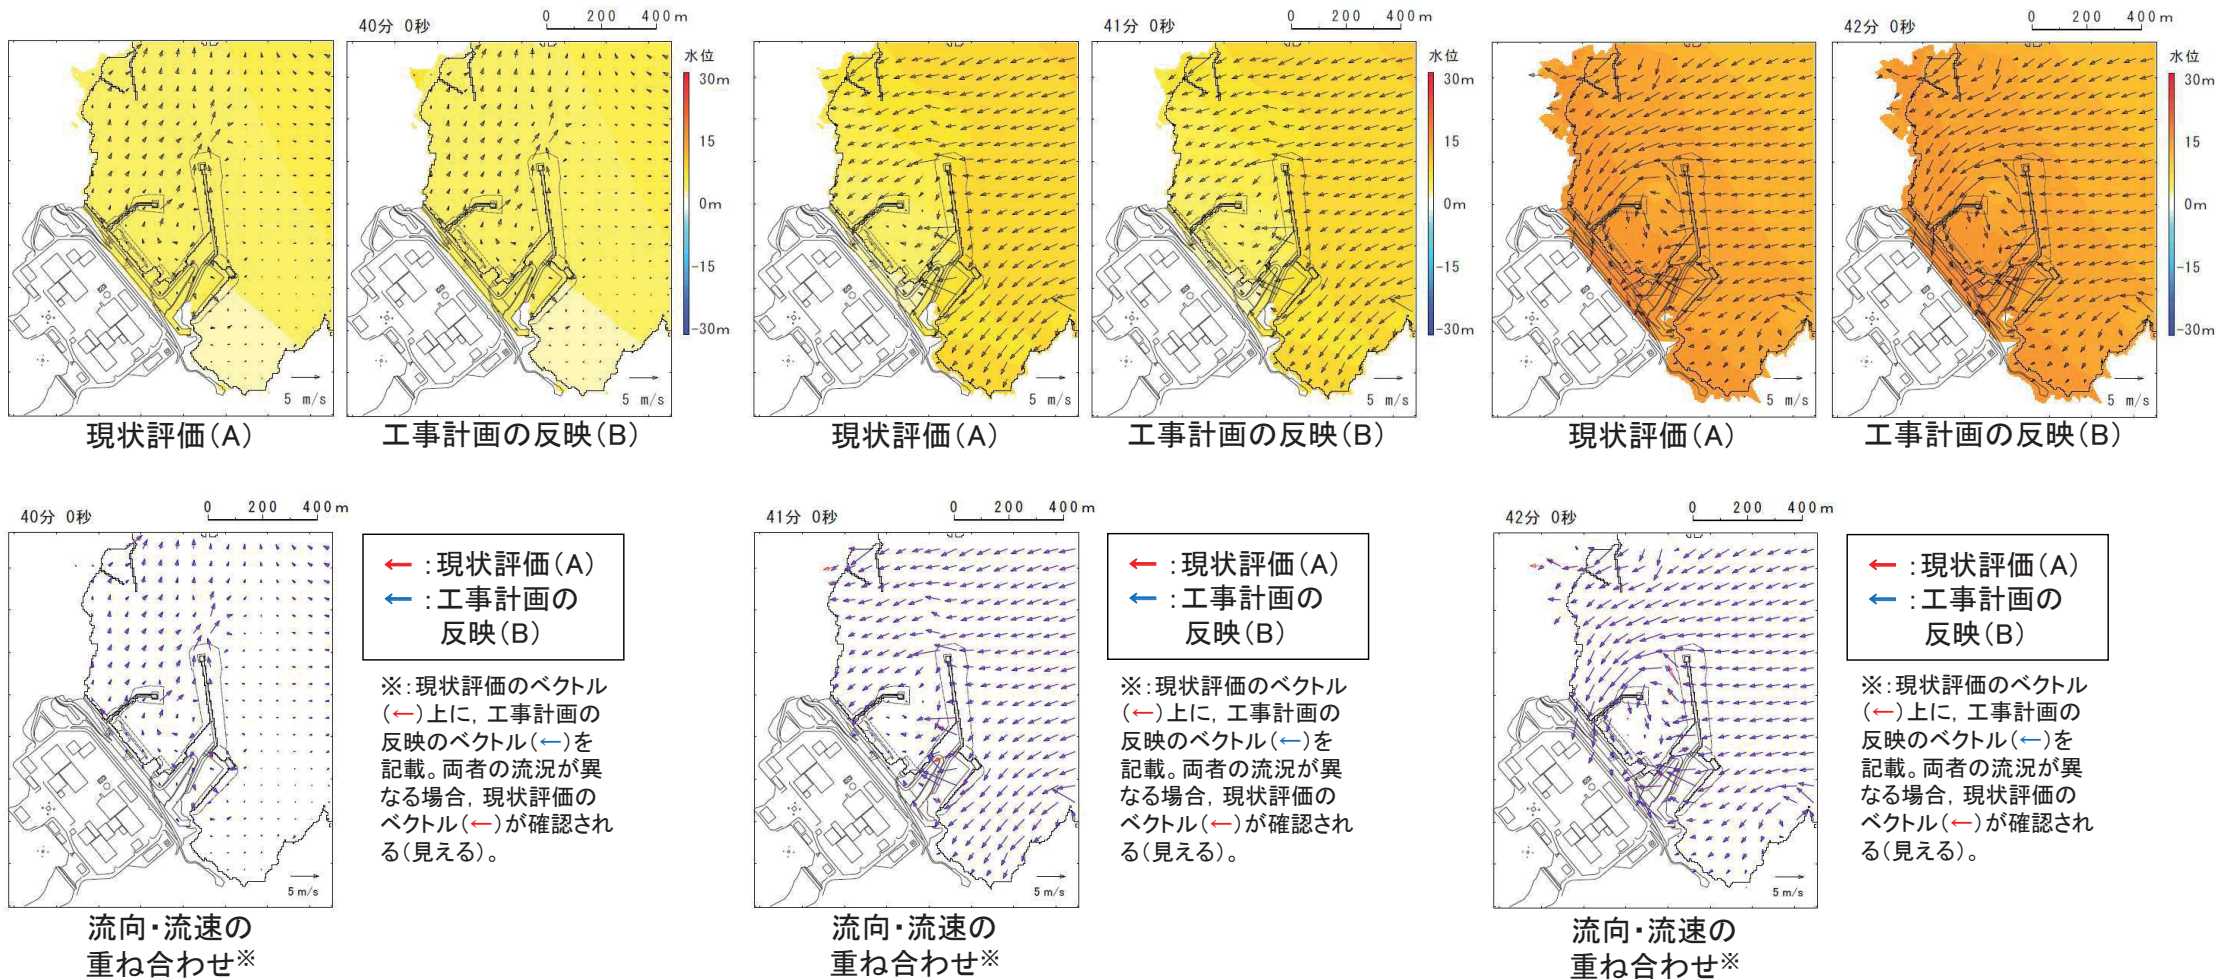 40分 0秒
0 200 400m
水位
30m
15
0m
-15
-30m
5 m/s
現状評価(A)
工事計画の反映(B)
41分 0秒
0 200 400m
水位
30m
15
0m
-15
-30m
5 m/s
5 m/s
現状評価(A)
工事計画の反映(B)
42分 0秒
0 200 400m
水位
30m
15
0m
-15
-30m
5 m/s
5 m/s
現状評価(A)
工事計画の反映(B)
40分 0秒
0 200 400m
5 m/s
←:現状評価(A)
←:工事計画の
反映(B)
※:現状評価のベクトル
(←)上に,工事計画の
反映のベクトル(←)を
記載。両者の流況が異
なる場合,現状評価の
ベクトル(←)が確認され
る(見える)。
流向・流速の
重ね合わせ※
41分 0秒
0 200 400m
5 m/s
←:現状評価(A)
←:工事計画の
反映(B)
※:現状評価のベクトル
(←)上に,工事計画の
反映のベクトル(←)を
記載。両者の流況が異
なる場合,現状評価の
ベクトル(←)が確認され
る(見える)。
流向・流速の
重ね合わせ※
42分 0秒
0 200 400m
5 m/s
←:現状評価(A)
←:工事計画の
反映(B)
※:現状評価のベクトル
(←)上に,工事計画の
反映のベクトル(←)を
記載。両者の流況が異
なる場合,現状評価の
ベクトル(←)が確認され
る(見える)。
流向・流速の
重ね合わせ※